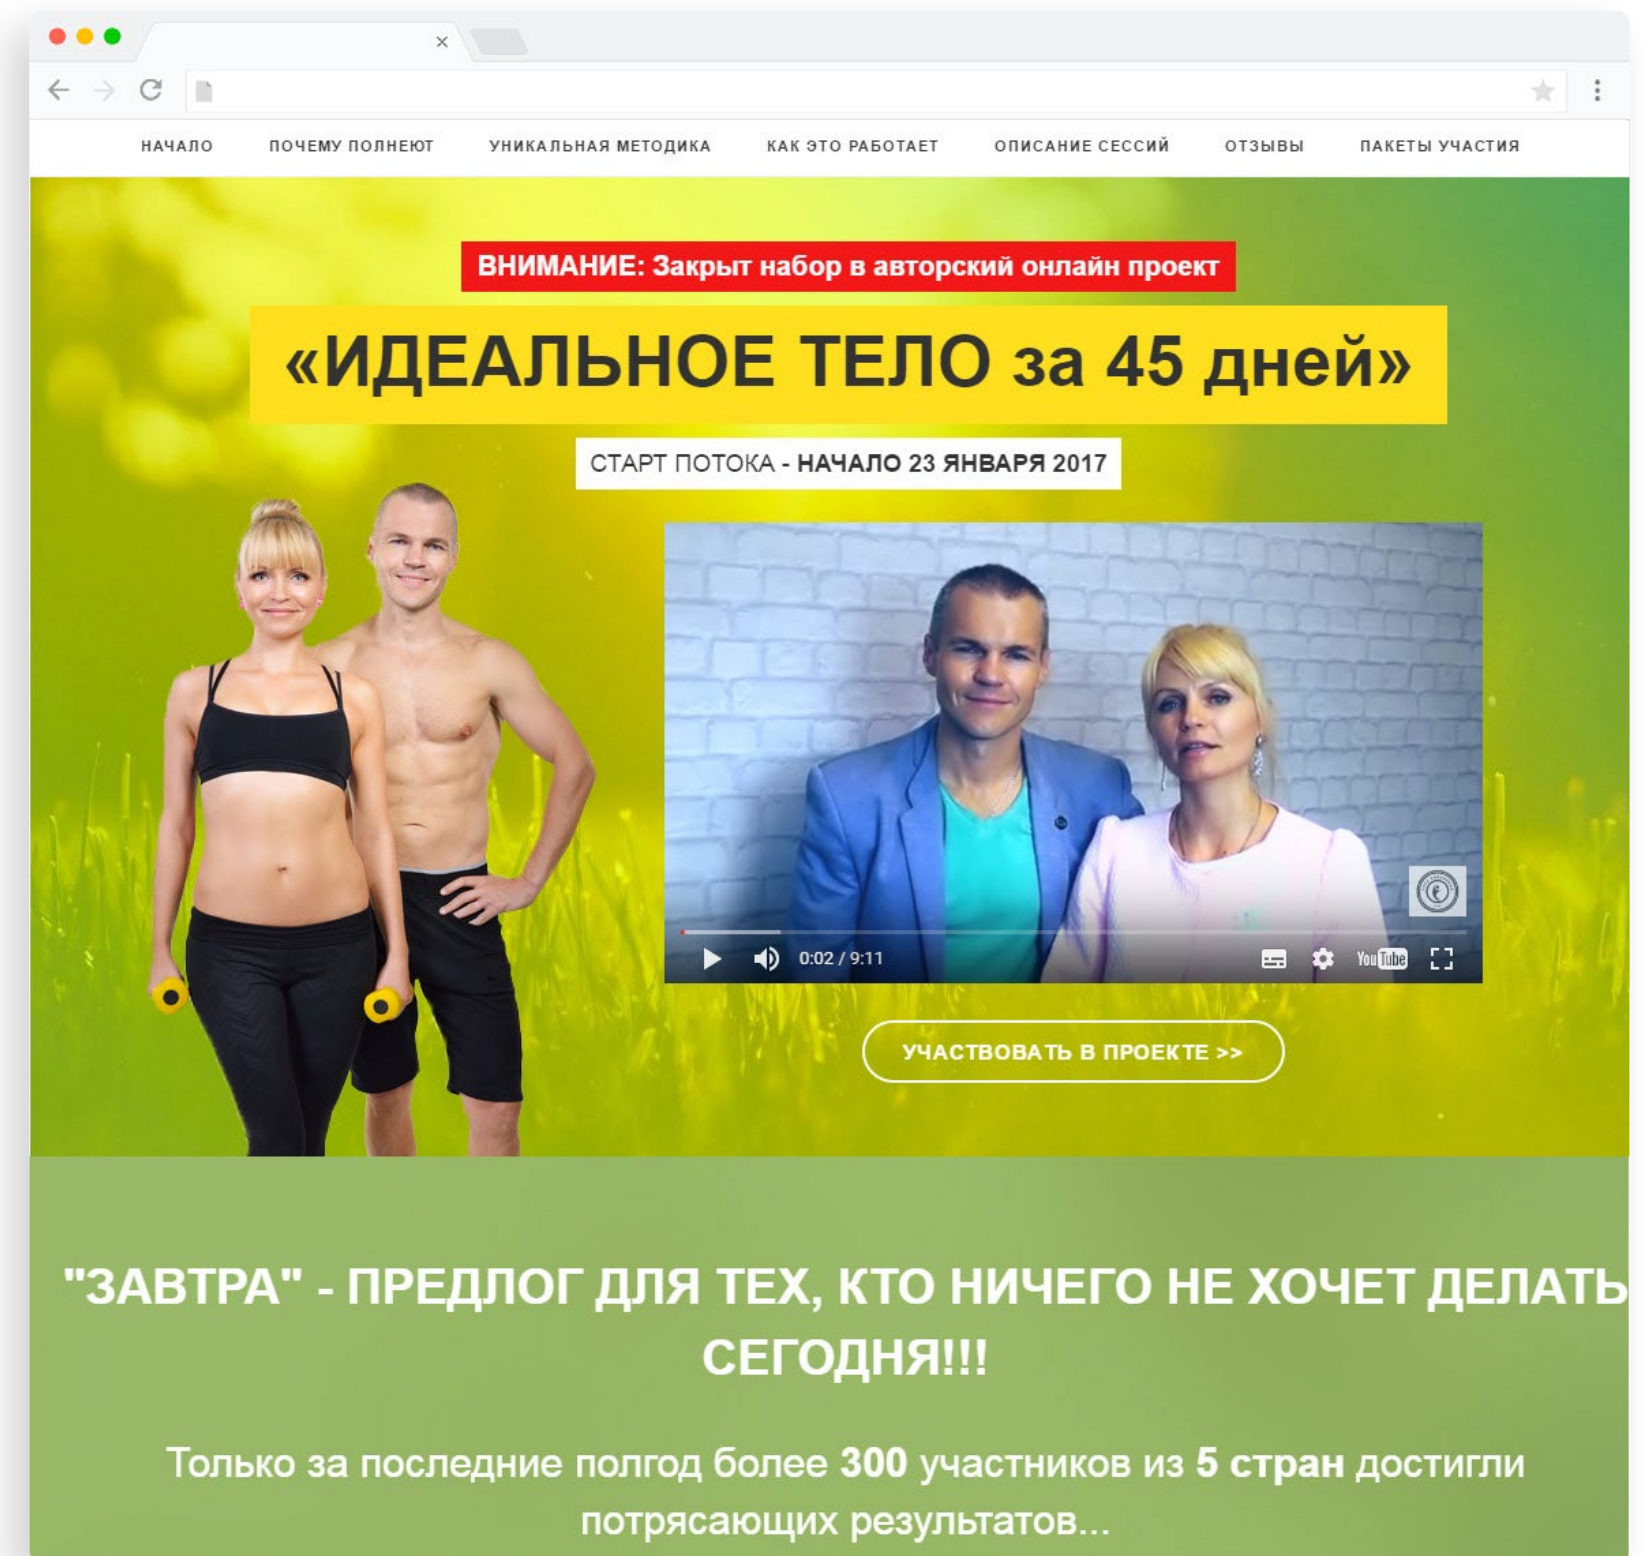 НАЧАЛО ПОЧЕМУ ПОЛНЕЮТ УНИКАЛЬНАЯ МЕТОДИКА КАК ЭТО РАБОТАЕТ ОПИСАНИЕ СЕССИЙ ОТЗЫВЫ ПАКЕТЫ УЧАСТИЯ
ВНИМАНИЕ: Закрыт набор в авторский онлайн проект
«ИДЕАЛЬНОЕ ТЕЛО за 45 дней»
СТАРТ ПОТОКА - НАЧАЛО 23 ЯНВАРЯ 2017
0:02 / 9:11 YouTube
УЧАСТВОВАТЬ В ПРОЕКТЕ >>
"ЗАВТРА" - ПРЕДЛОГ ДЛЯ ТЕХ, КТО НИЧЕГО НЕ ХОЧЕТ ДЕЛАТЬ
СЕГОДНЯ!!!
Только за последние полгод более 300 участников из 5 стран достигли
потрясающих результатов...